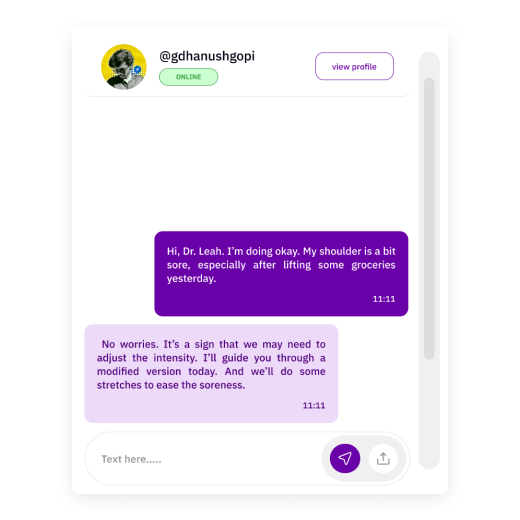 @gdhanushgopi
ONLINE
view profile
Hi, Dr. Leah. I'm doing okay. My shoulder is a bit
sore, especially after lifting some groceries
yesterday.
11:11
No worries. It's a sign that we may need to
adjust the intensity. I'll guide you through a
modified version today. And we'll do some
stretches to ease the soreness.
11:11
Text here.....